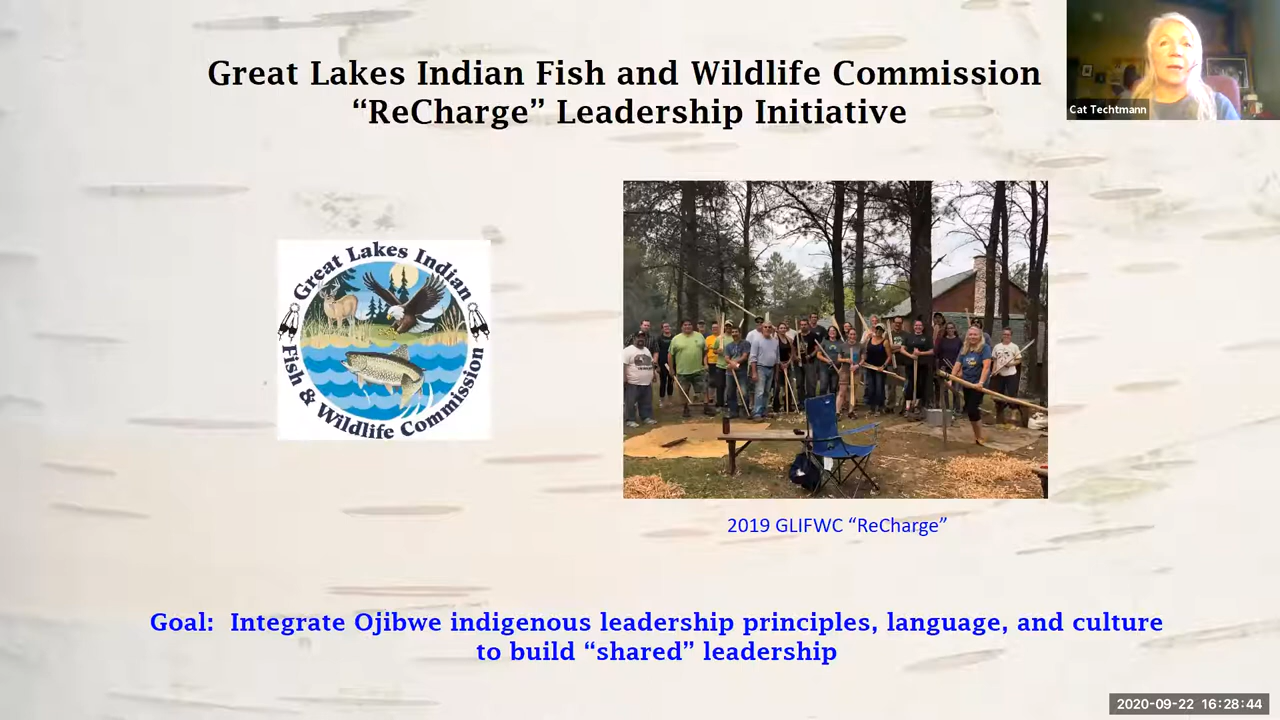 Great Lakes Indian Fish and Wildlife Commission
“ReCharge” Leadership Initiative
Cat Techtmann
Great Lakes Indian
Fish & Wildlife Commission
2019 GLIFWC “ReCharge”
Goal:  Integrate Ojibwe indigenous leadership principles, language, and culture
to build “shared” leadership
2020-09-22 16:28:44